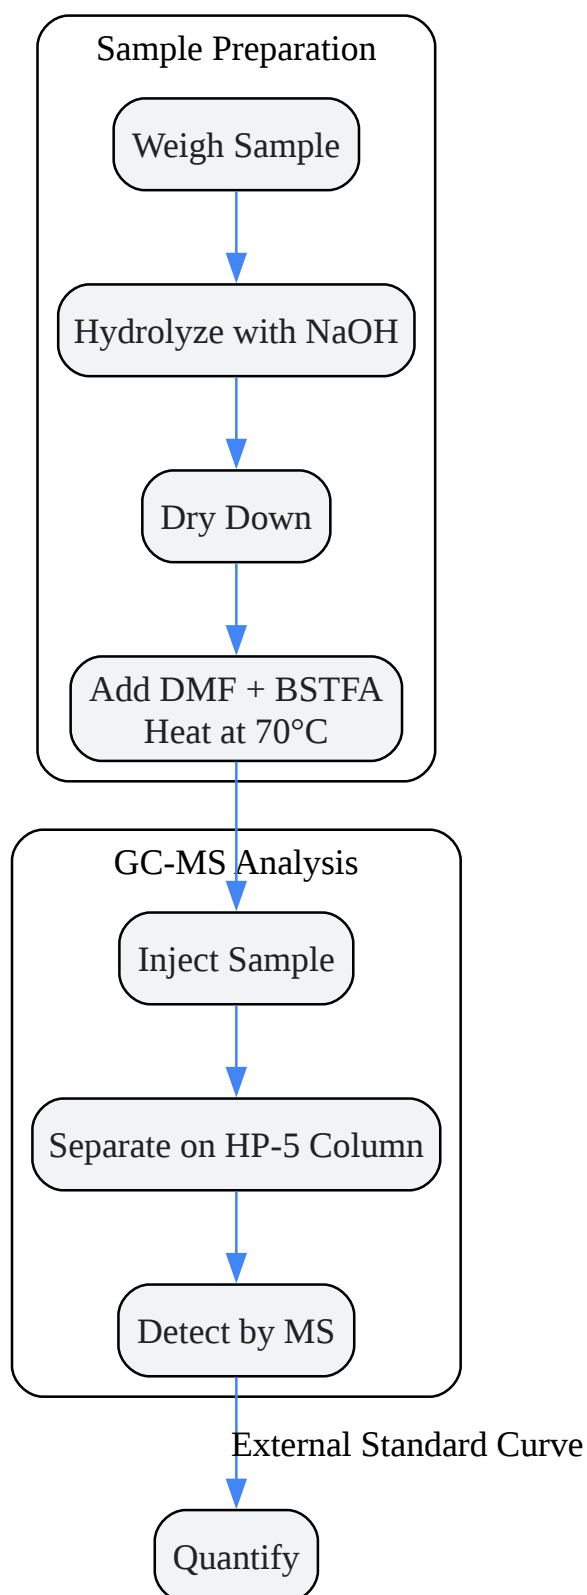 Sample Preparation
Weigh Sample
Hydrolyze with NaOH
Dry Down
Add DMF + BSTFA
Heat at 70°C
GC-MS Analysis
Inject Sample
Separate on HP-5 Column
Detect by MS
External Standard Curve
Quantify